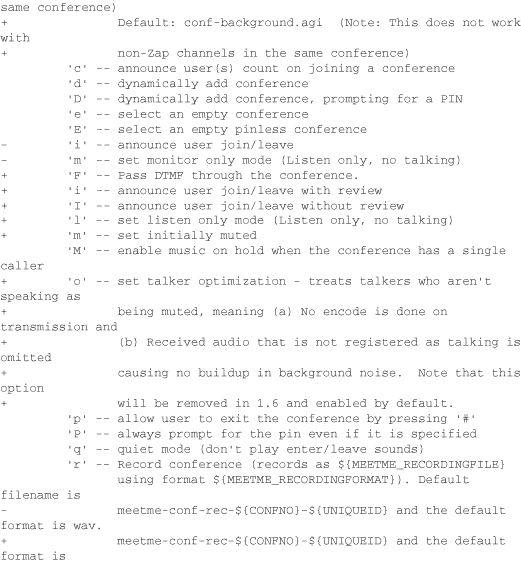 same conference)
+                Default: conf-background.agi  (Note: This does not work
with
+                non-Zap channels in the same conference)
         'c' -- announce user(s) count on joining a conference
         'd' -- dynamically add conference
         'D' -- dynamically add conference, prompting for a PIN
         'e' -- select an empty conference
         'E' -- select an empty pinless conference
-        'i' -- announce user join/leave
-        'm' -- set monitor only mode (Listen only, no talking)
+        'F' -- Pass DTMF through the conference.
+        'i' -- announce user join/leave with review
+        'I' -- announce user join/leave without review
+        'l' -- set listen only mode (Listen only, no talking)
+        'm' -- set initially muted
         'M' -- enable music on hold when the conference has a single
caller
+        'o' -- set talker optimization - treats talkers who aren't
speaking as
+                being muted, meaning (a) No encode is done on
transmission and
+                (b) Received audio that is not registered as talking is
omitted
+                causing no buildup in background noise.  Note that this
option
+                will be removed in 1.6 and enabled by default.
         'p' -- allow user to exit the conference by pressing '#'
         'P' -- always prompt for the pin even if it is specified
         'q' -- quiet mode (don't play enter/leave sounds)
         'r' -- Record conference (records as ${MEETME_RECORDINGFILE}
                 using format ${MEETME_RECORDINGFORMAT}). Default
filename is
-                meetme-conf-rec-${CONFNO}-${UNIQUEID} and the default
format is wav.
+                meetme-conf-rec-${CONFNO}-${UNIQUEID} and the default
format is